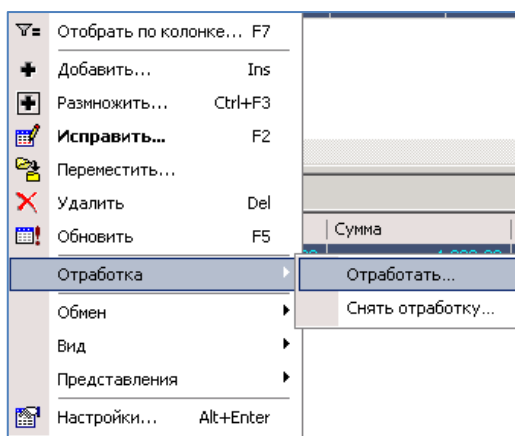 Отобрать по колонке... F7
Добавить... Ins
Размножить... Ctrl+F3
Исправить... F2
Переместить...
Удалить Del
Обновить F5
Сумма
Отработка
Отработать...
Обмен
Снять отработку...
Вид
Представления
Настройки... Alt+Enter